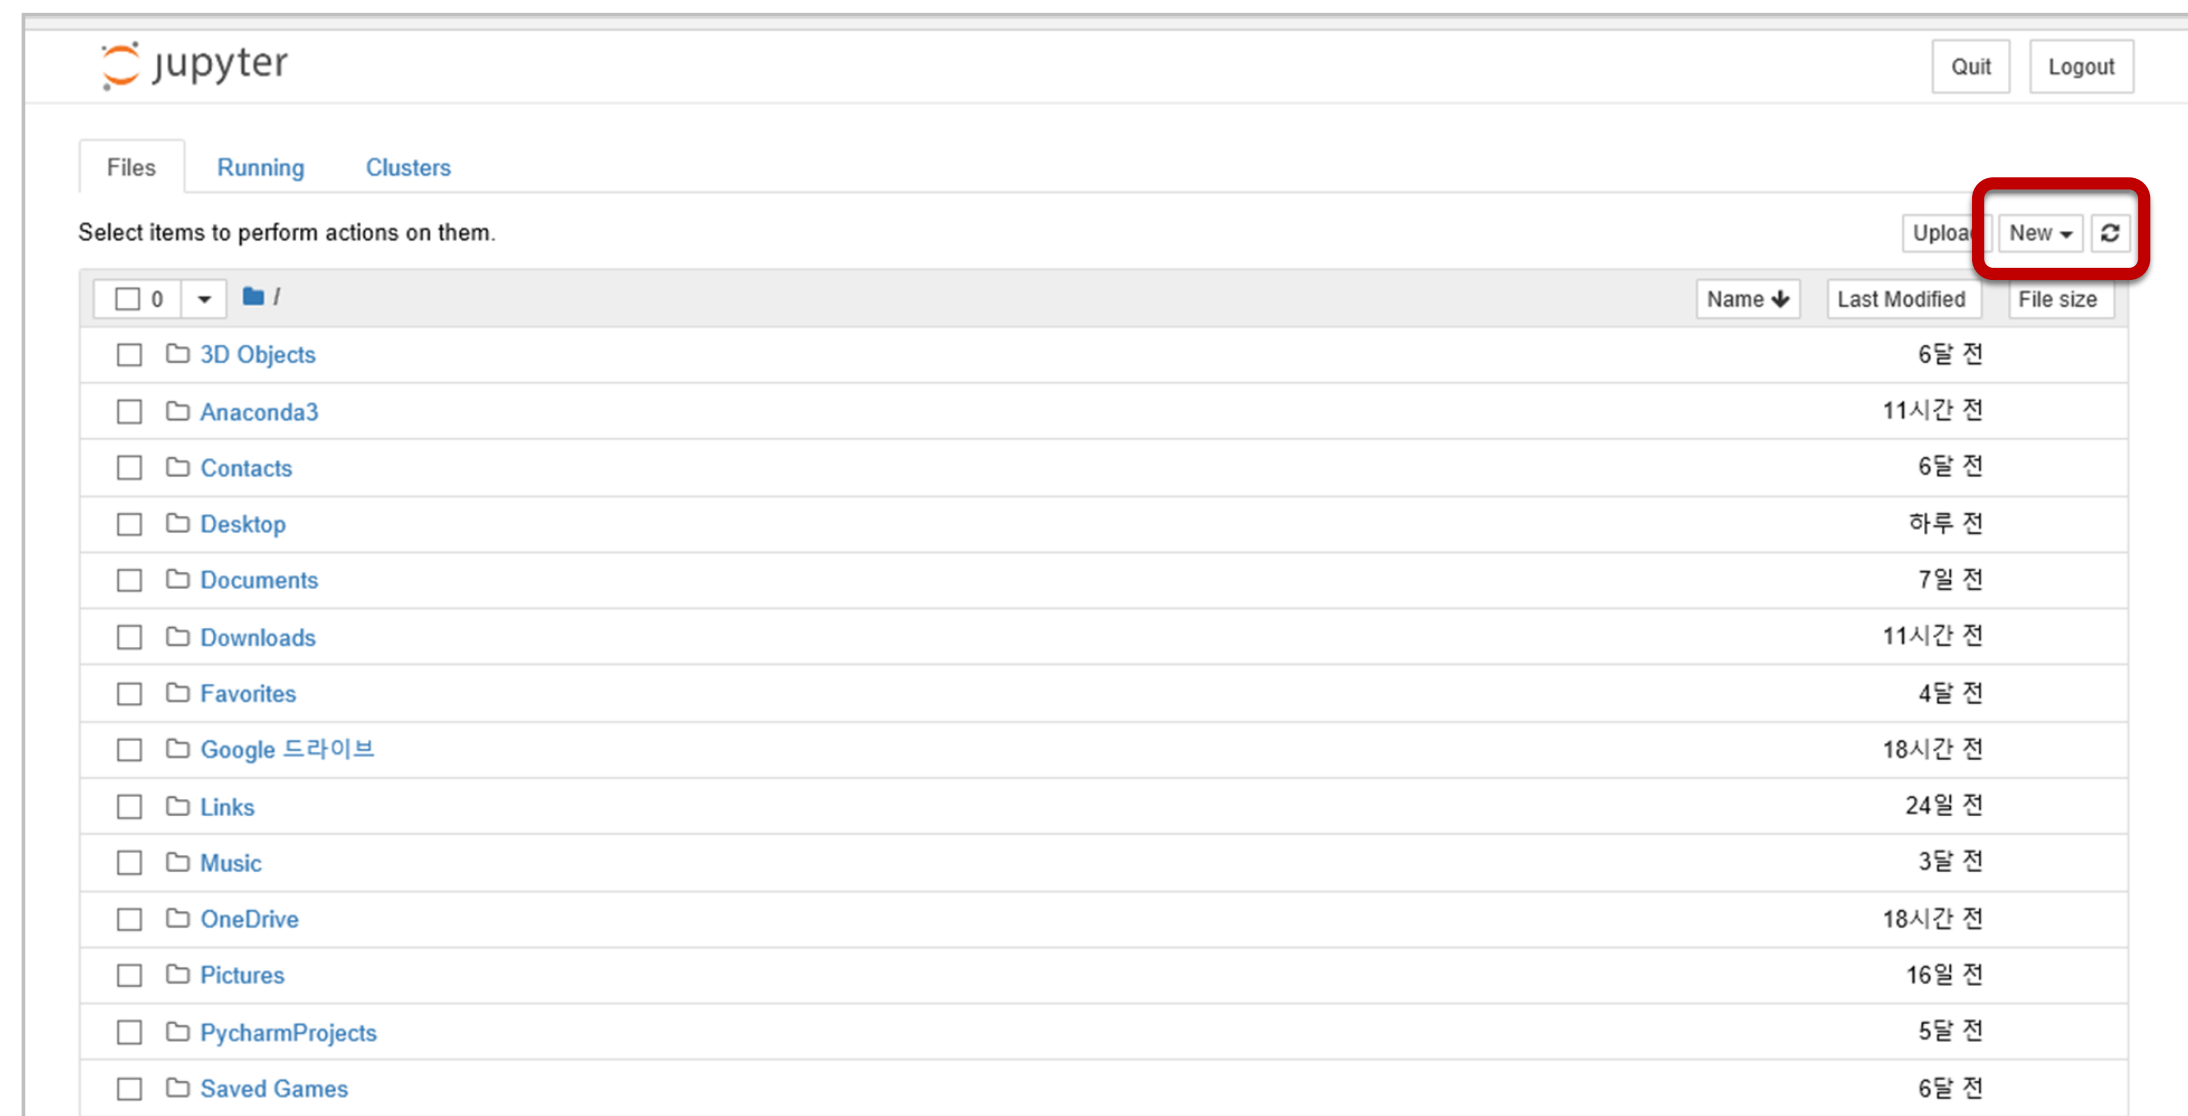 jupyter Quit Logout
Files Running Clusters
Select items to perform actions on them. Upload New
0 / Name Last Modified File size
3D Objects 6달 전
Anaconda3 11시간 전
Contacts 6달 전
Desktop 하루 전
Documents 7일 전
Downloads 11시간 전
Favorites 4달 전
Google 드라이브 18시간 전
Links 24일 전
Music 3달 전
OneDrive 18시간 전
Pictures 16일 전
PycharmProjects 5달 전
Saved Games 6달 전